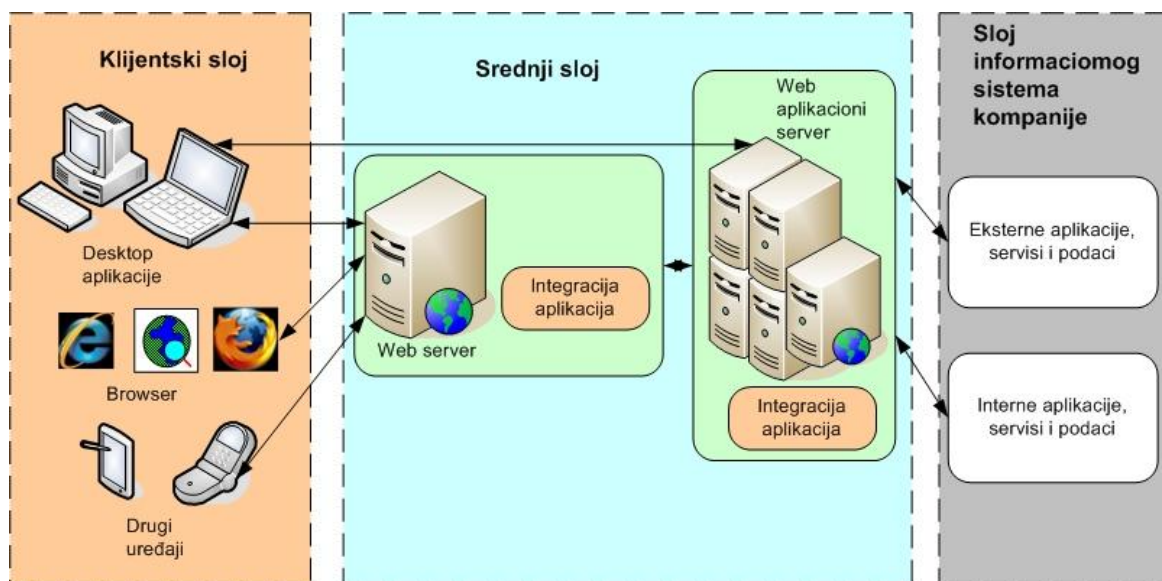 Klijentski sloj
Desktop
aplikacije
Browser
Drugi
uređaji
Srednji sloj
Web server
Integracija
aplikacija
Web
aplikacioni
server
Integracija
aplikacija
Sloj
informaciomog
sistema
kompanije
Eksterne aplikacije,
servisi i podaci
Interne aplikacije,
servisi i podaci